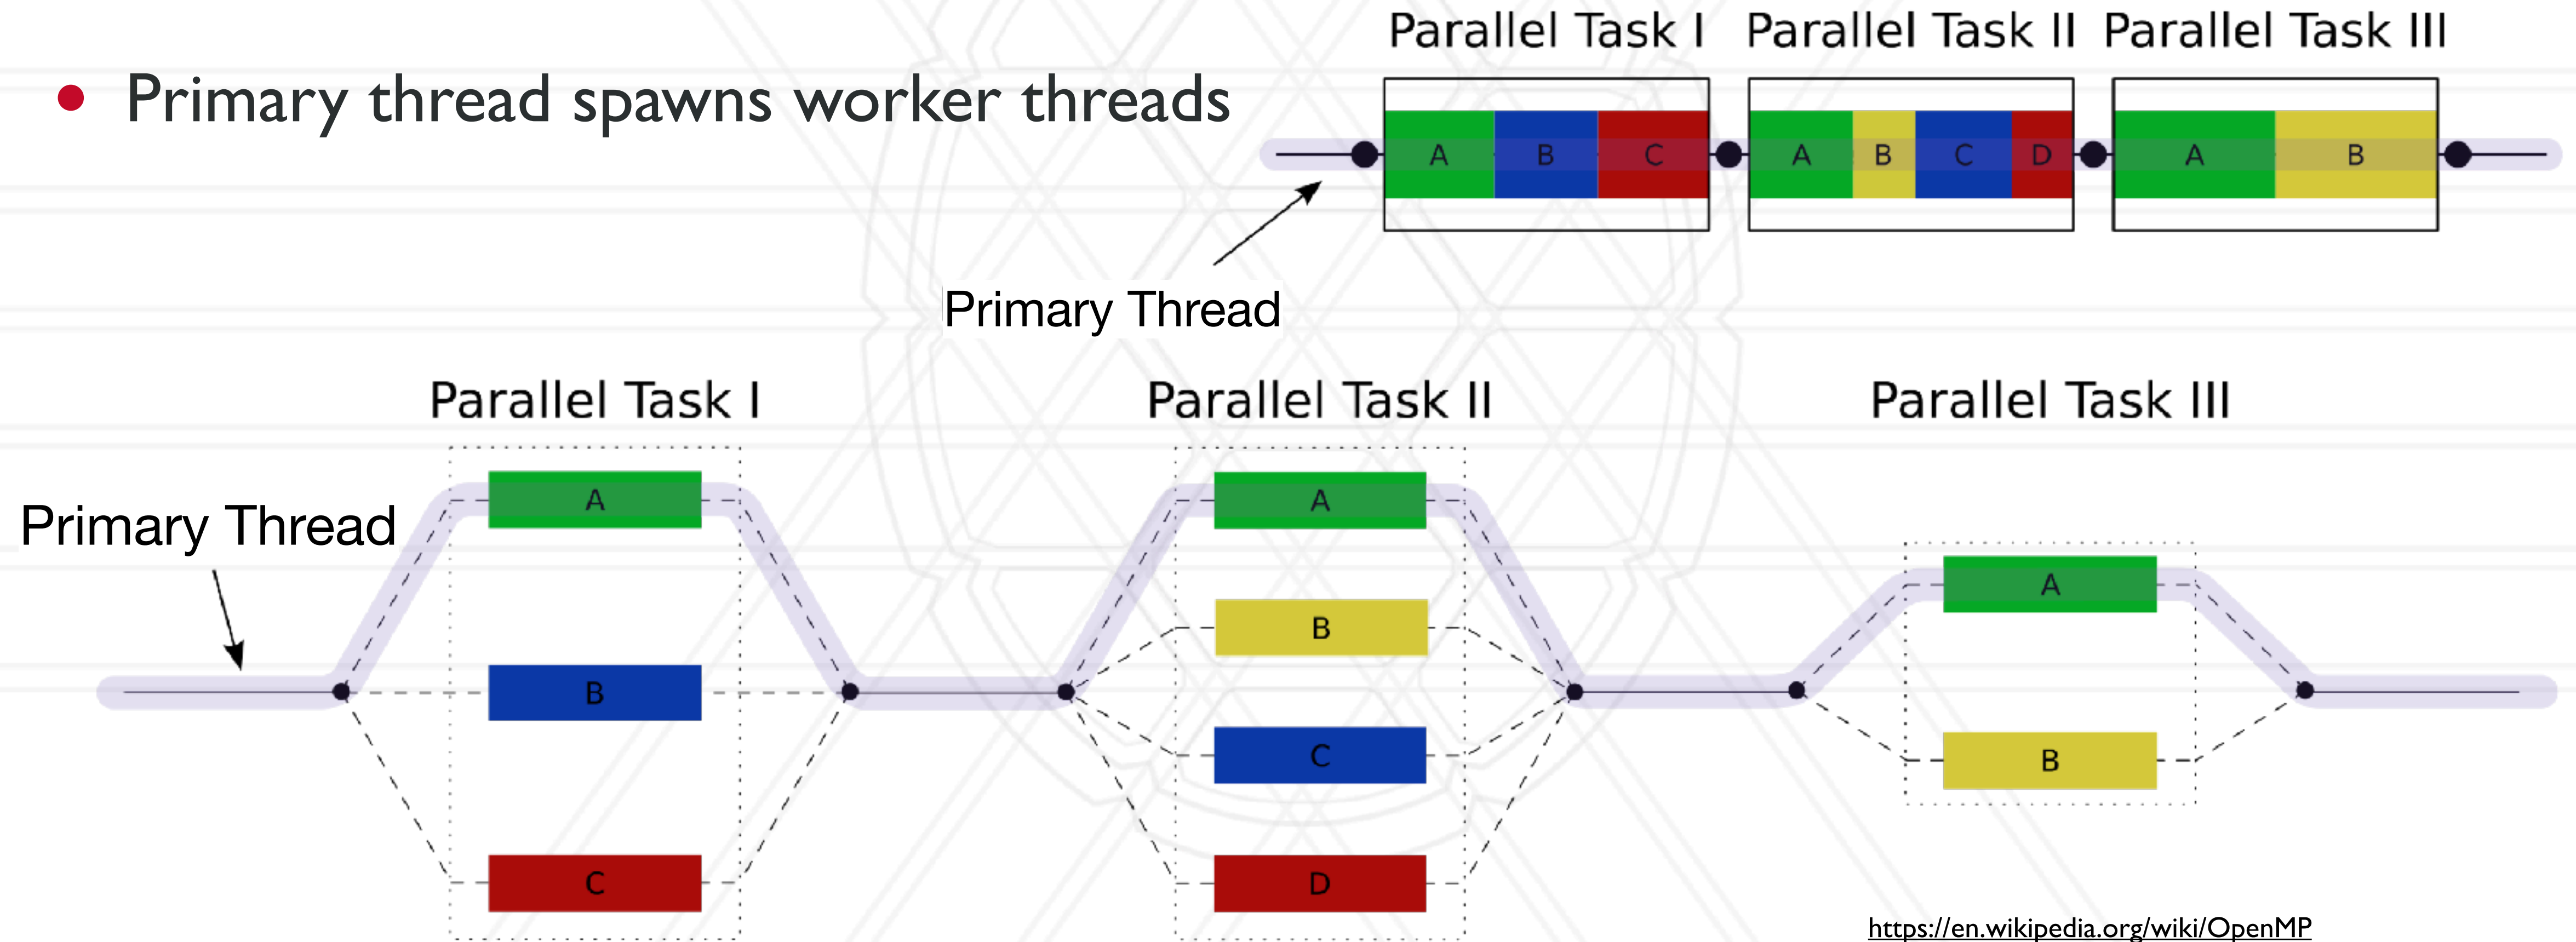 Parallel Task I Parallel Task II Parallel Task III
• Primary thread spawns worker threads
A B C A B C D A B
Primary Thread
Parallel Task I Parallel Task II Parallel Task III
Primary Thread
A A A
B B
B C B
C D
https://en.wikipedia.org/wiki/OpenMP